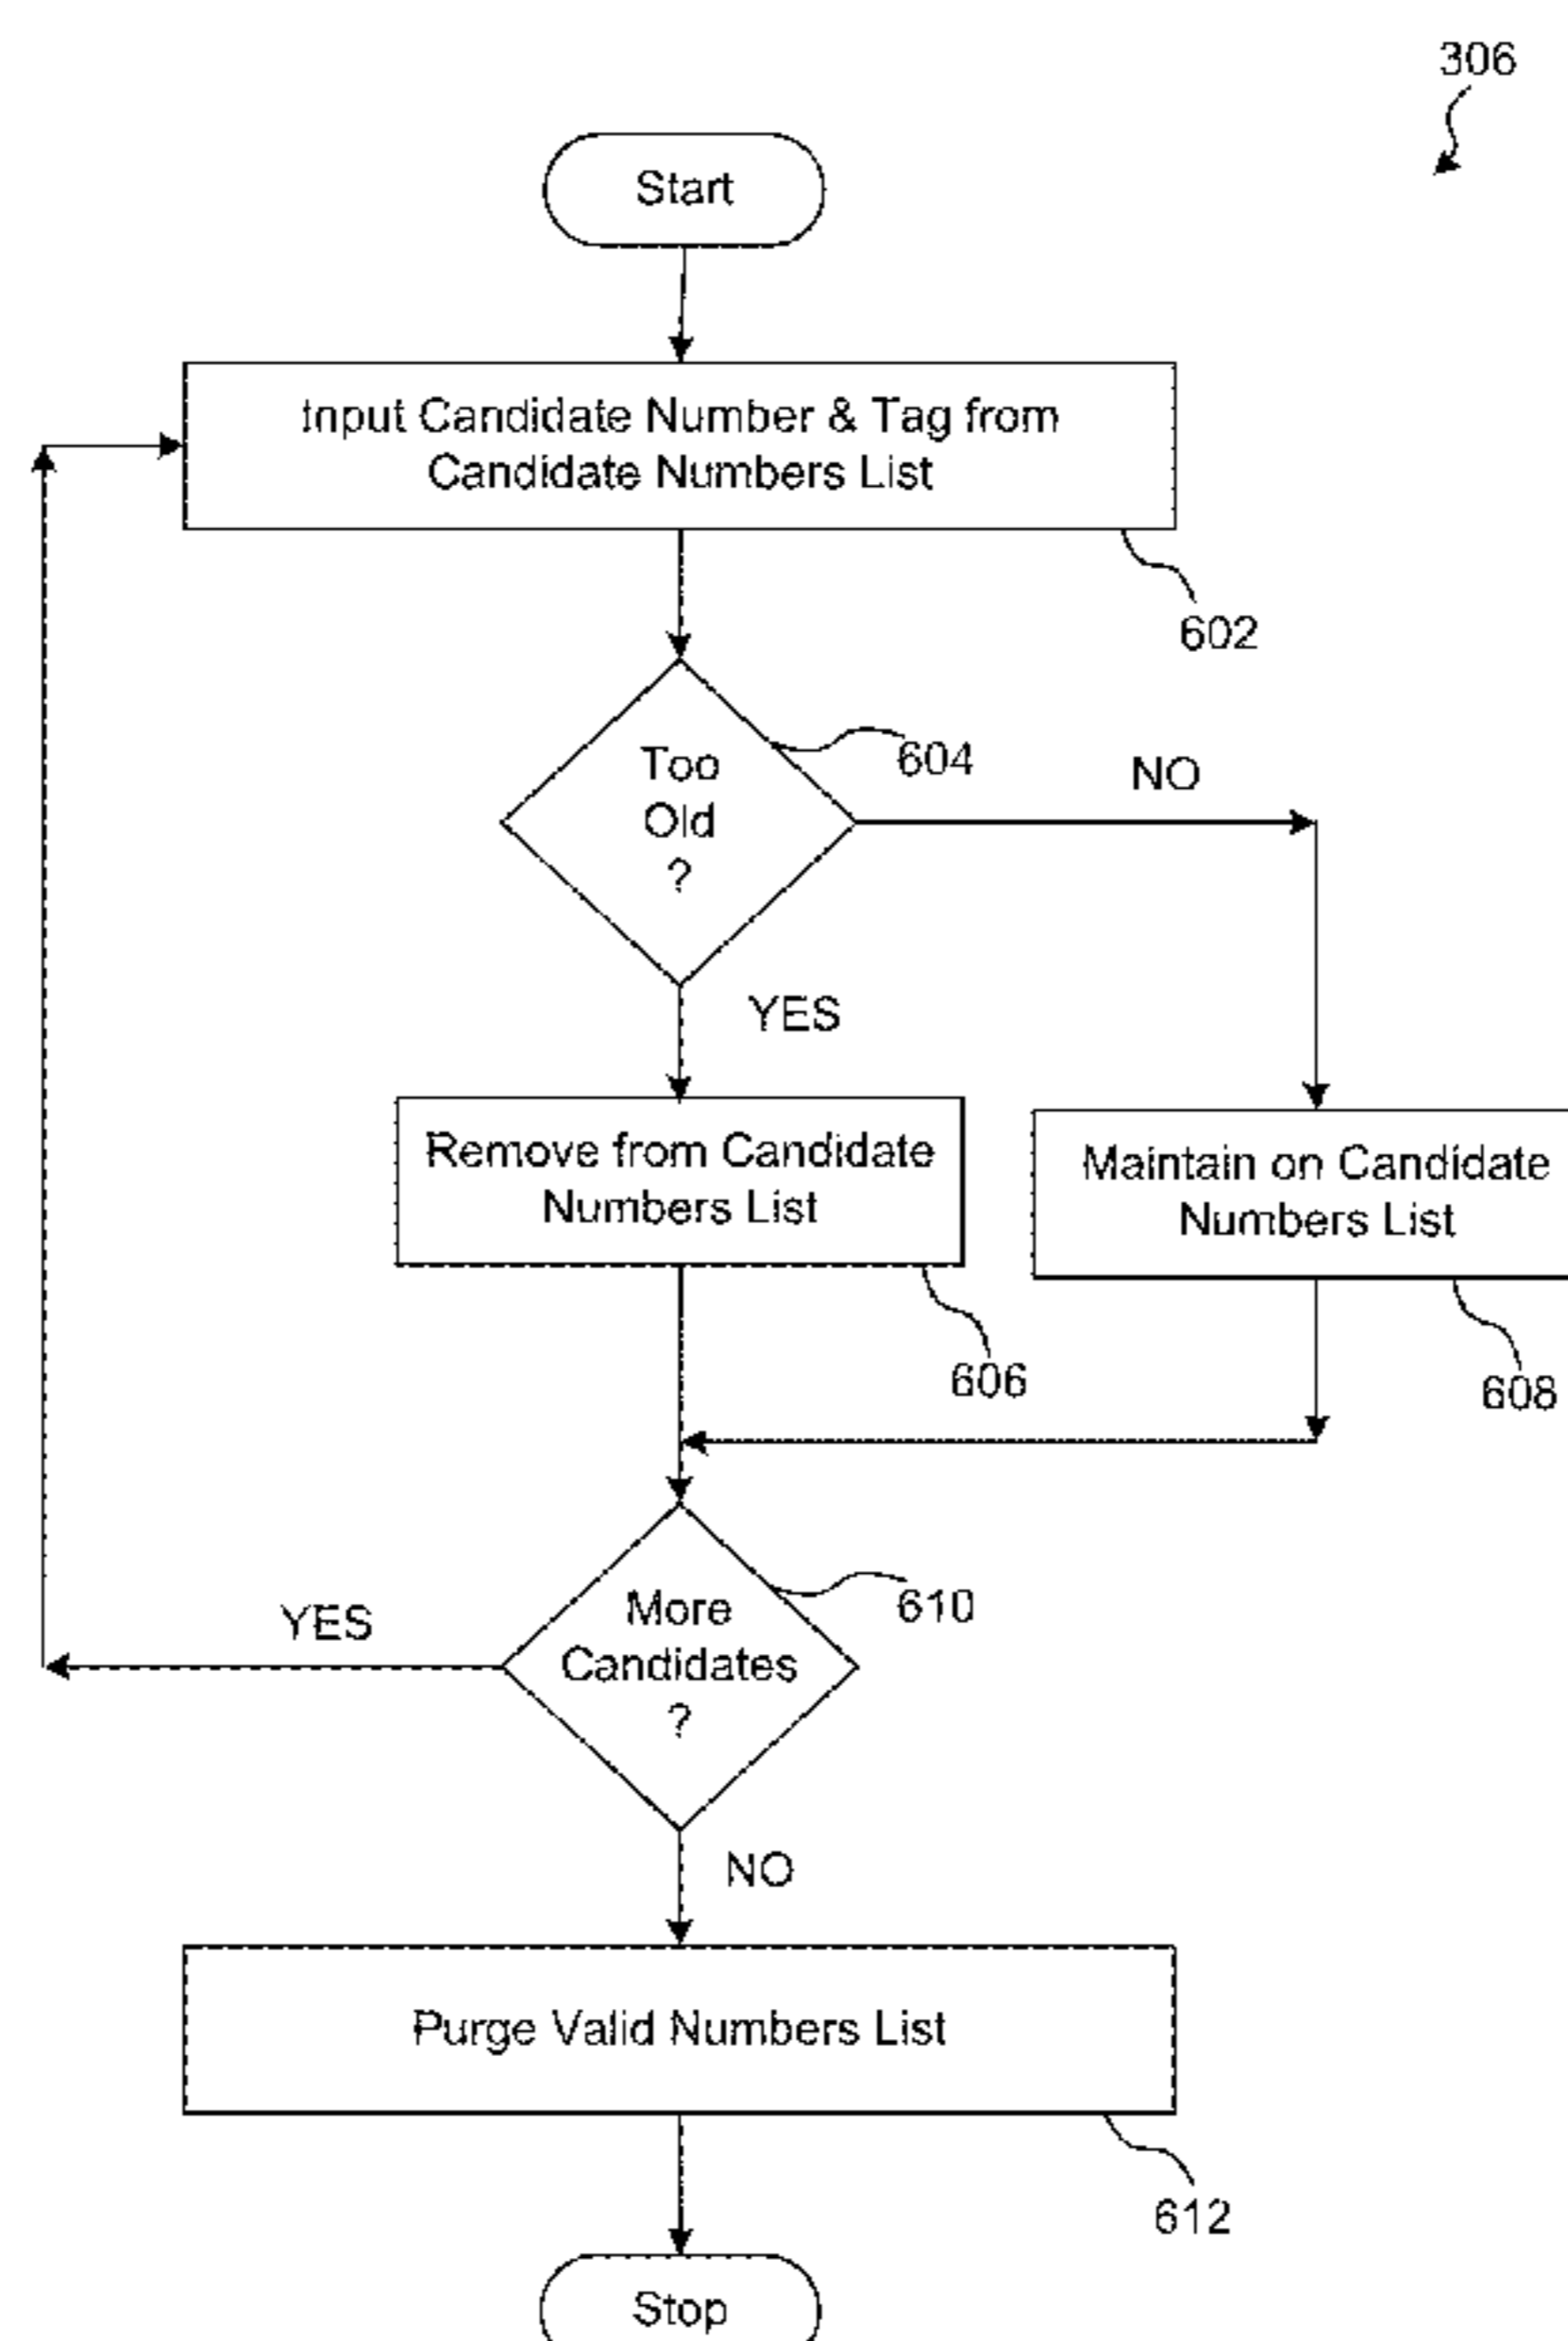 306
Start
Input Candidate Number & Tag from
Candidate Numbers List
602
Too
Old
?
604
NO
YES
Remove from Candidate
Numbers List
606
Maintain on Candidate
Numbers List
608
More
Candidates
?
610
YES
NO
Purge Valid Numbers List
612
Stop